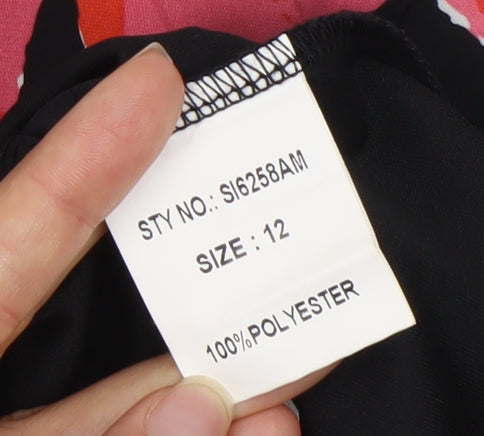 STY NO.: SI6258AM
SIZE : 12
100%POLYESTER